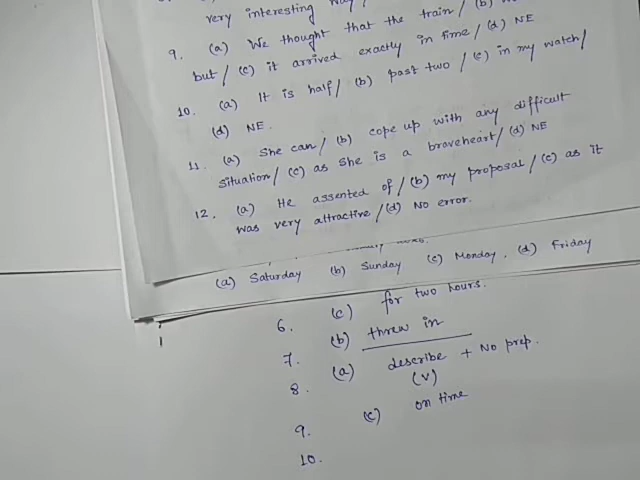 very interesting way /
9. (a) We thought that the train / (b)
but / (c) it arrived exactly in time / (d) NE
10. (a) It is half / (b) past two / (c) in my watch /
(d) NE.
11. (a) She can / (b) cope up with any difficult
situation / (c) as she is a braveheart / (d) NE
12. (a) He assented of / (b) my proposal / (c) as it
was very attractive / (d) No error.
(a) Saturday (b) Sunday (c) Monday, (d) Friday
6. (c) for two hours.
7. (b) threw in
8. (a) describe + No prep.
(v)
9. (c) on time
10.